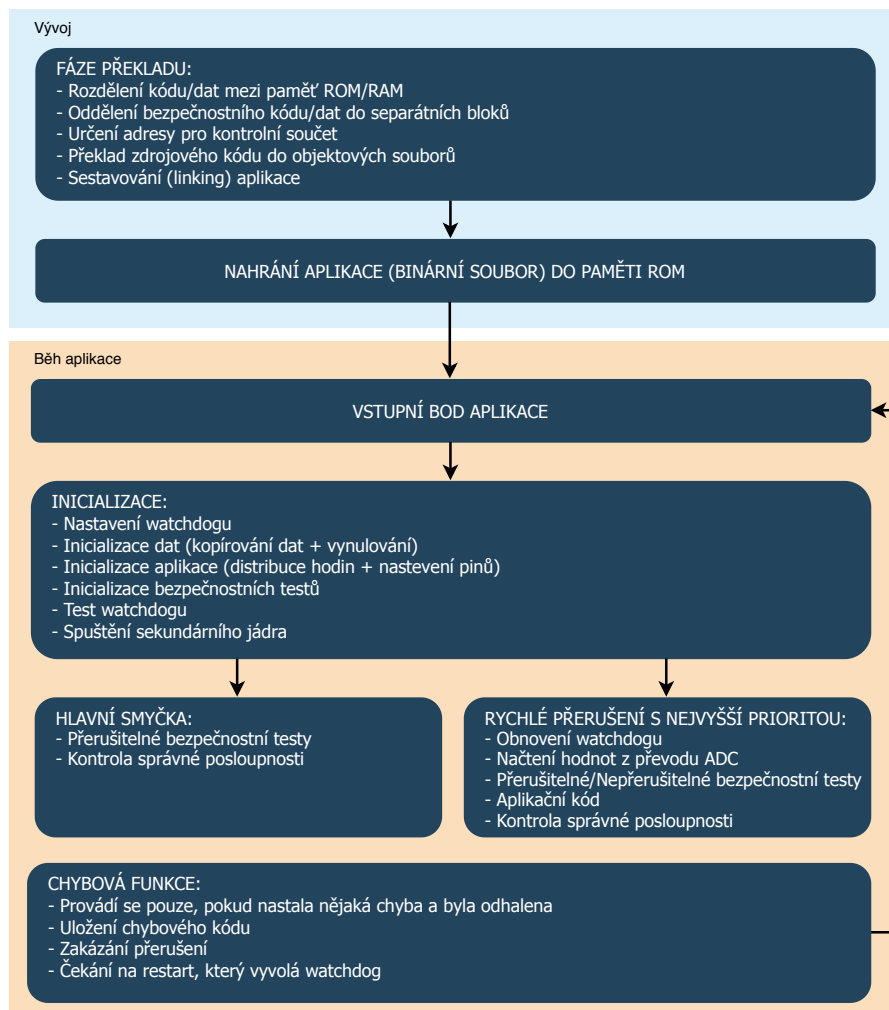 Vývoj
FÁZE PŘEKLADU:
- Rozdělení kódu/dat mezi paměť ROM/RAM
- Oddělení bezpečnostního kódu/dat do separátních bloků
- Určení adresy pro kontrolní součet
- Překlad zdrojového kódu do objektových souborů
- Sestavování (linking) aplikace
NAHRÁNÍ APLIKACE (BINÁRNÍ SOUBOR) DO PAMĚTI ROM
Běh aplikace
VSTUPNÍ BOD APLIKACE
INICIALIZACE:
- Nastavení watchdogu
- Inicializace dat (kopírování dat + vynulování)
- Inicializace aplikace (distribuce hodin + nastevení pinů)
- Inicializace bezpečnostních testů
- Test watchdogu
- Spuštění sekundárního jádra
HLAVNÍ SMYČKA:
- Přerušitelné bezpečnostní testy
- Kontrola správné posloupnosti
RYCHLÉ PŘERUŠENÍ S NEJVYŠŠÍ PRIORITOU:
- Obnovení watchdogu
- Načtení hodnot z převodu ADC
- Přerušitelné/Nepřerušitelné bezpečnostní testy
- Aplikační kód
- Kontrola správné posloupnosti
CHYBOVÁ FUNKCE:
- Provádí se pouze, pokud nastala nějaká chyba a byla odhalena
- Uložení chybového kódu
- Zakázání přerušení
- Čekání na restart, který vyvolá watchdog